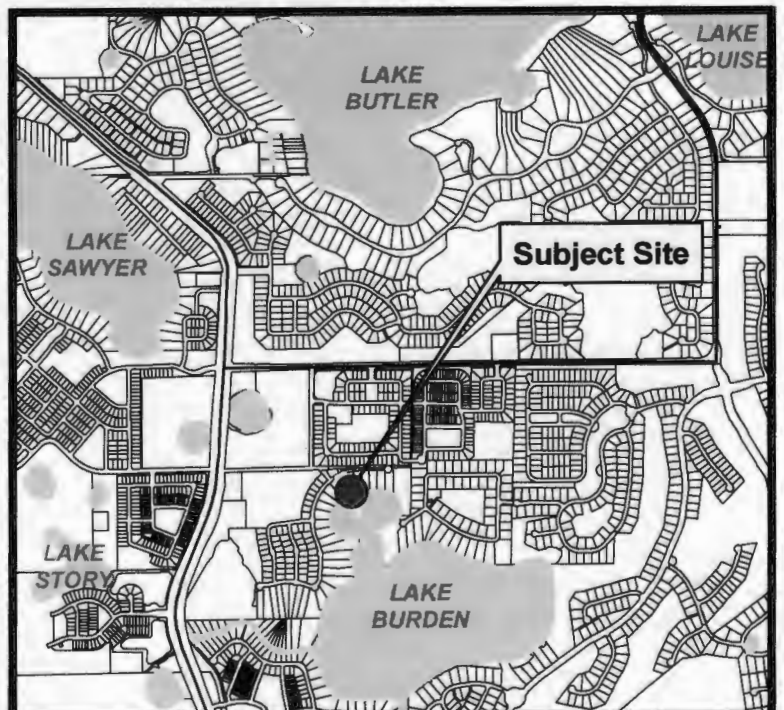 LAKE
LOUISE
LAKE
BUTLER
LAKE
SAWYER
Subject Site
LAKE
STORY
LAKE
BURDEN